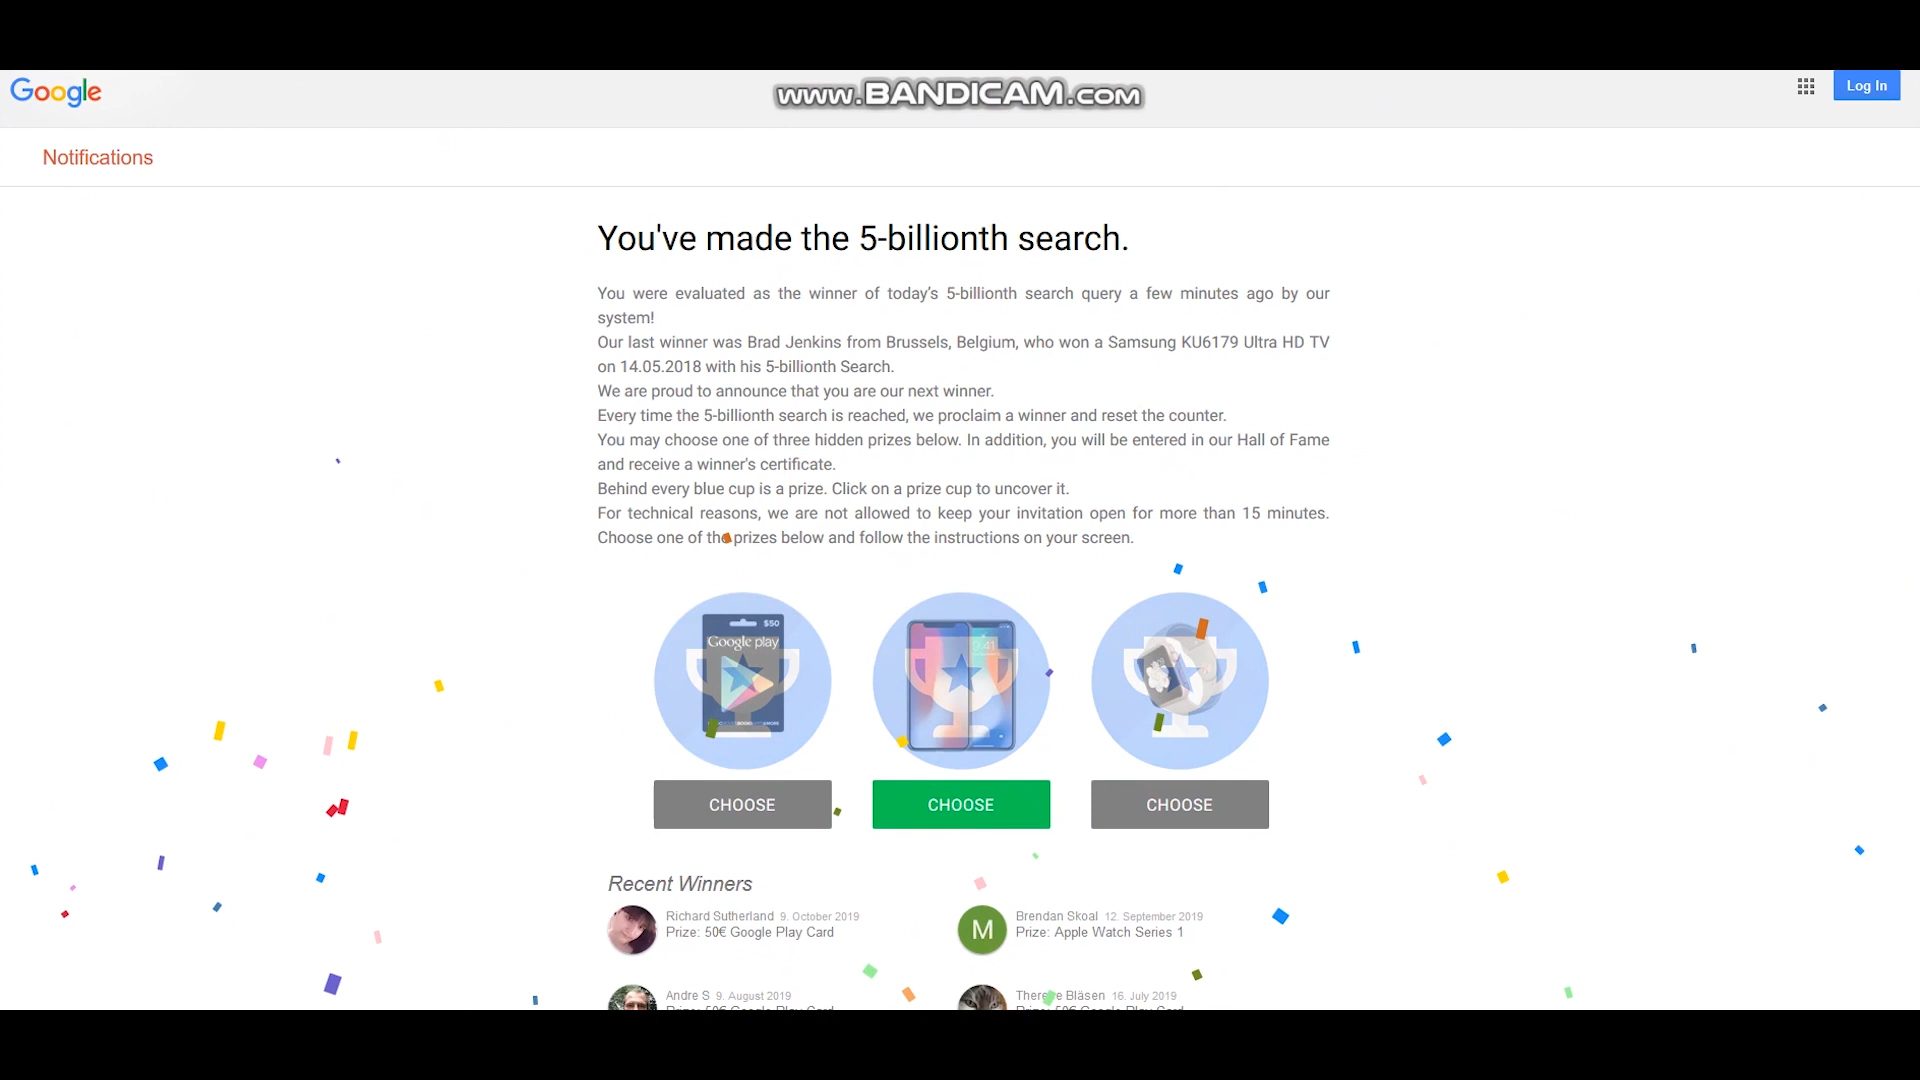 Google
www.BANDICAM.com
Log In
Notifications
You've made the 5-billionth search.
You were evaluated as the winner of today's 5-billionth search query a few minutes ago by our
system!
Our last winner was Brad Jenkins from Brussels, Belgium, who won a Samsung KU6179 Ultra HD TV
on 14.05.2018 with his 5-billionth Search.
We are proud to announce that you are our next winner.
Every time the 5-billionth search is reached, we proclaim a winner and reset the counter.
You may choose one of three hidden prizes below. In addition, you will be entered in our Hall of Fame
and receive a winner's certificate.
Behind every blue cup is a prize. Click on a prize cup to uncover it.
For technical reasons, we are not allowed to keep your invitation open for more than 15 minutes.
Choose one of the prizes below and follow the instructions on your screen.
$50
Google play
9:41
CHOOSE
CHOOSE
CHOOSE
Recent Winners
Richard Sutherland 9. October 2019
Prize: 50€ Google Play Card
M
Brendan Skoal 12. September 2019
Prize: Apple Watch Series 1
Andre S 9. August 2019
Prize: 50€ Google Play Card
Therese Bläsen 16. July 2019
Prize: 50€ Google Play Card